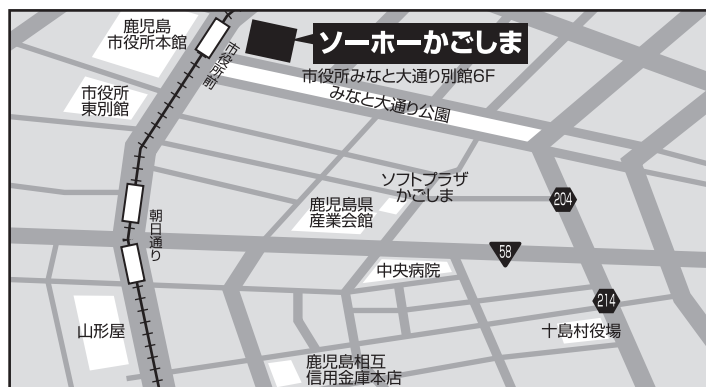 鹿児島
市役所本館
ソーホーかごしま
市役所前
市役所みなと大通り別館6F
みなと大通り公園
市役所
東別館
ソフトプラザ
かごしま
204
鹿児島県
産業会館
朝日通り
58
中央病院
214
山形屋
十島村役場
鹿児島相互
信用金庫本店